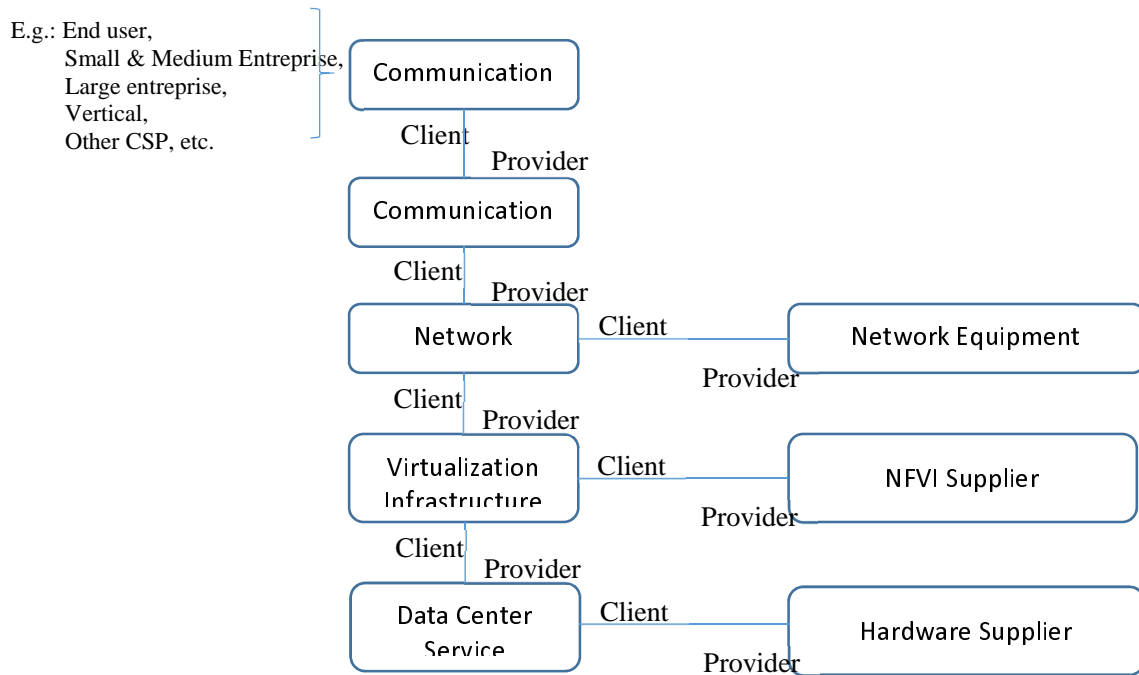 E.g.: End user,
Small & Medium Entreprise,
Large entreprise,
Vertical,
Other CSP, etc.
Communication
Client
Provider
Communication
Client
Provider
Network
Client
Provider
Network Equipment
Client
Provider
Virtualization
Infrastructure
Client
Provider
NFVI Supplier
Client
Provider
Data Center
Service
Client
Provider
Hardware Supplier